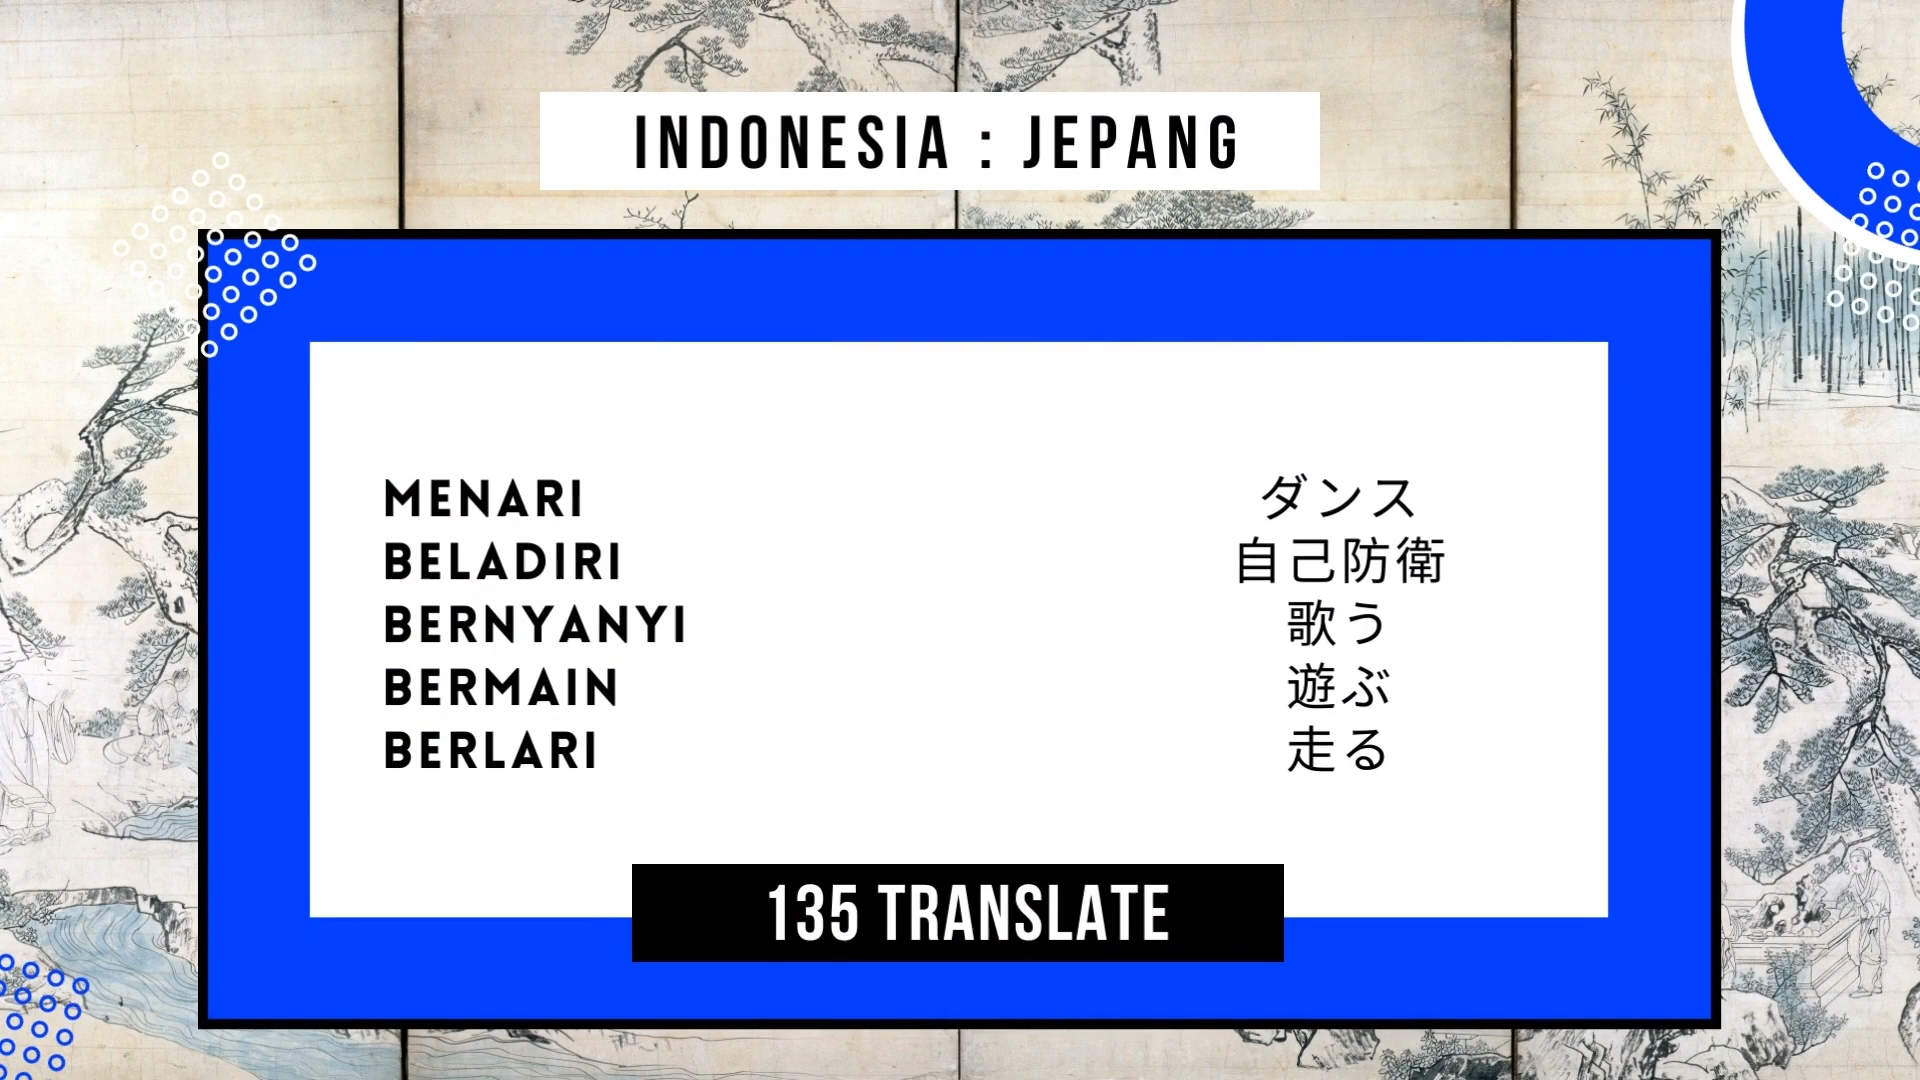 INDONESIA : JEPANG
MENARI ダンス
BELADIRI 自己防衛
BERNYANYI 歌う
BERMAIN 遊ぶ
BERLARI 走る
135 TRANSLATE